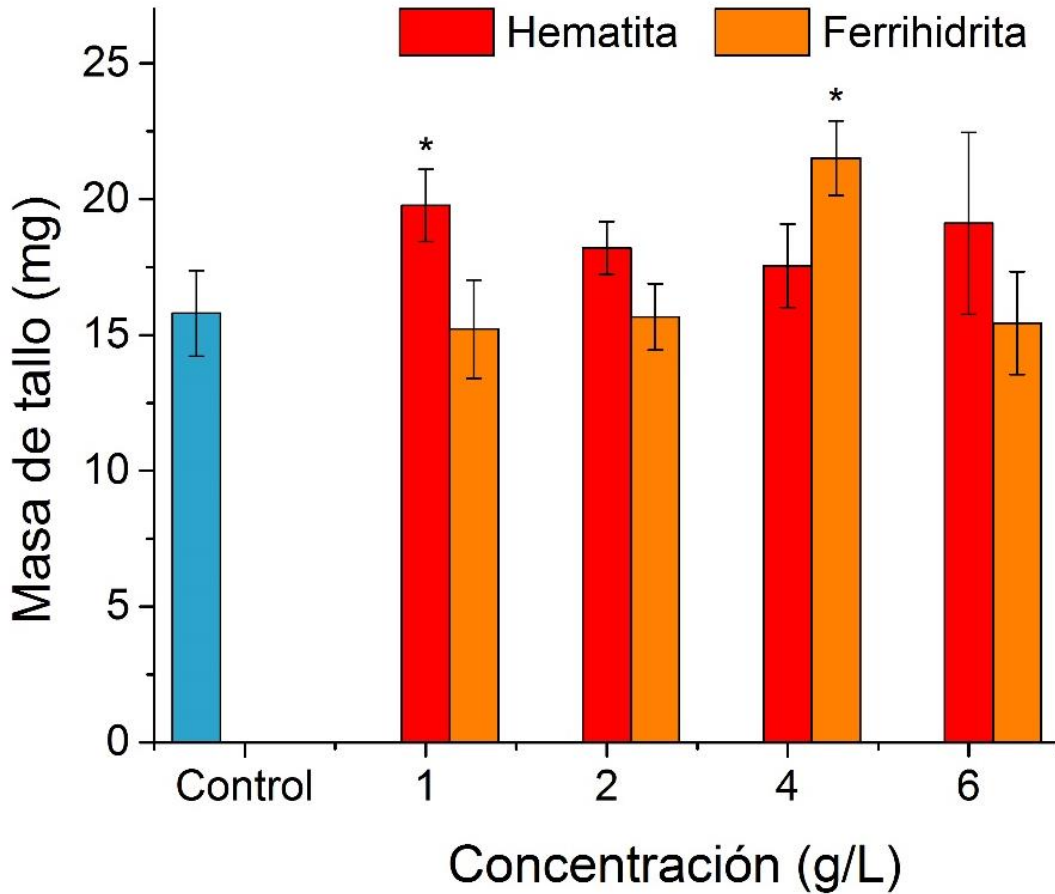 Hematita Ferrihidrita
25
20
15
10
5
0
Masa de tallo (mg)
* *
Control 1 2 4 6
Concentración (g/L)